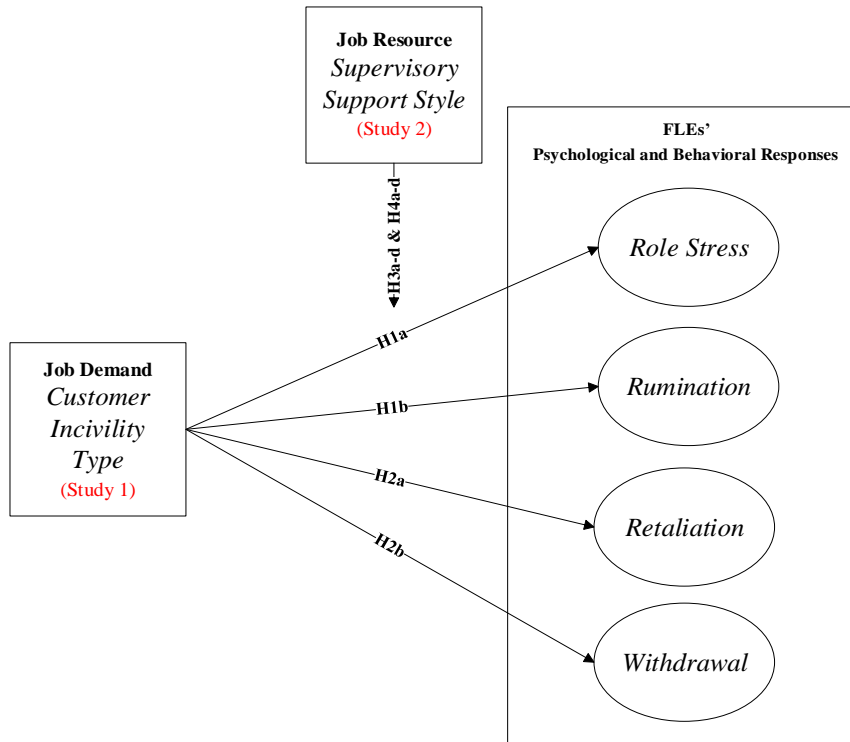 Job Resource
Supervisory
Support Style
(Study 2)
FLEs’
Psychological and Behavioral Responses
H3a-d & H4a-d
Role Stress
H1a
Job Demand
Customer
Incivility
Type
(Study 1)
Rumination
H1b
H2a
Retaliation
H2b
Withdrawal